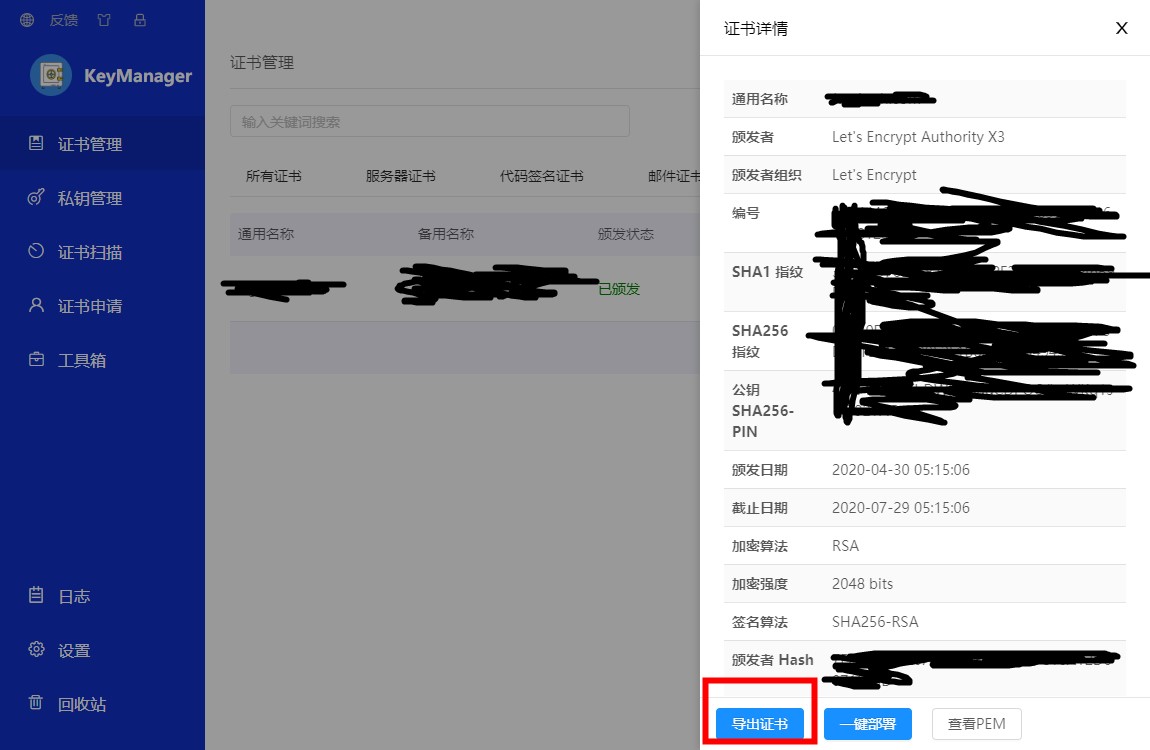 反馈
KeyManager
证书管理
私钥管理
证书扫描
证书申请
工具箱
日志
设置
回收站
证书管理
输入关键词搜索
所有证书 服务器证书 代码签名证书 邮件证书
通用名称 备用名称 颁发状态
已颁发
证书详情 X
通用名称
颁发者 Let's Encrypt Authority X3
颁发者组织 Let's Encrypt
编号
SHA1 指纹
SHA256
指纹
公钥
SHA256-
PIN
颁发日期 2020-04-30 05:15:06
截止日期 2020-07-29 05:15:06
加密算法 RSA
加密强度 2048 bits
签名算法 SHA256-RSA
颁发者 Hash
导出证书 一键部署 查看PEM